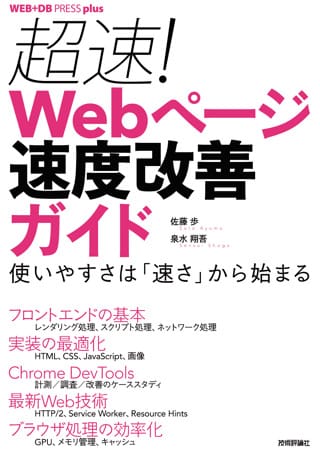 WEB+DB PRESS plus
超速!
Webページ
速度改善
ガイド
佐藤 歩
Sato Ayumu
泉水 翔吾
Sensui Shogo
使いやすさは「速さ」から始まる
フロントエンドの基本
レンダリング処理、スクリプト処理、ネットワーク処理
実装の最適化
HTML、CSS、JavaScript、画像
Chrome DevTools
計測/調査/改善のケーススタディ
最新Web技術
HTTP/2、Service Worker、Resource Hints
ブラウザ処理の効率化
GPU、メモリ管理、キャッシュ
技術評論社